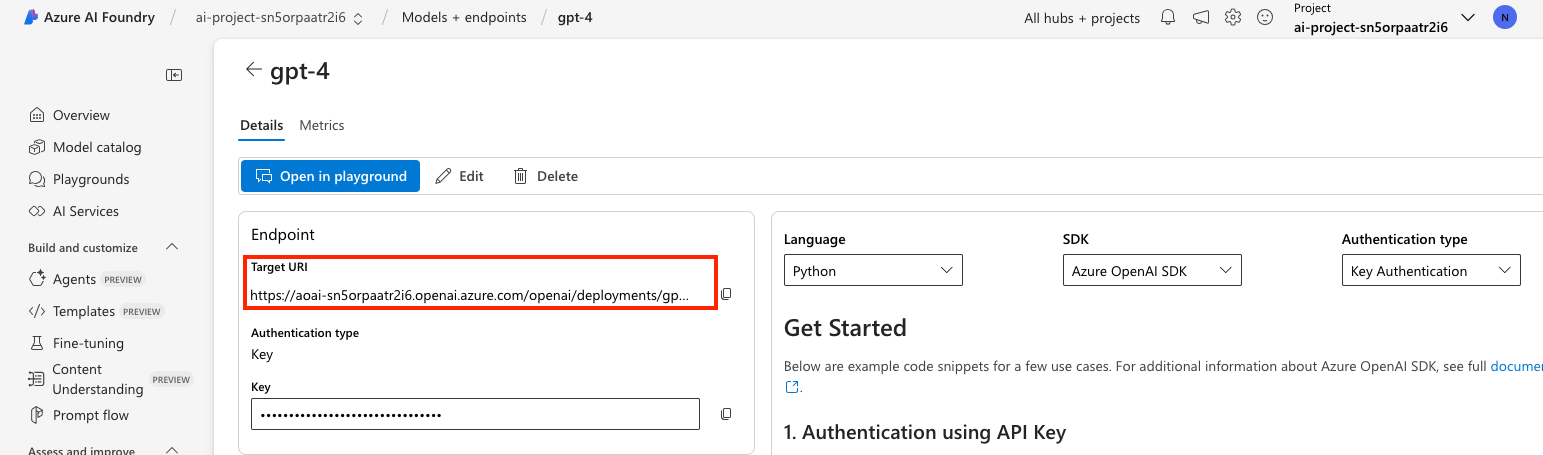 Azure AI Foundry / ai-project-sn5orpaatr2i6 / Models + endpoints / gpt-4
All hubs + projects
Project
ai-project-sn5orpaatr2i6
N
Overview
Model catalog
Playgrounds
AI Services
Build and customize
Agents PREVIEW
Templates PREVIEW
Fine-tuning
Content
Understanding PREVIEW
Prompt flow
Assess and improve
gpt-4
Details Metrics
Open in playground Edit Delete
Endpoint
Target URI
https://aoai-sn5orpaatr2i6.openai.azure.com/openai/deployments/gp...
Authentication type
Key
Key
••••••••••••••••••••••••••••••••
Language SDK Authentication type
Python Azure OpenAI SDK Key Authentication
Get Started
Below are example code snippets for a few use cases. For additional information about Azure OpenAI SDK, see full documen
.
1. Authentication using API Key